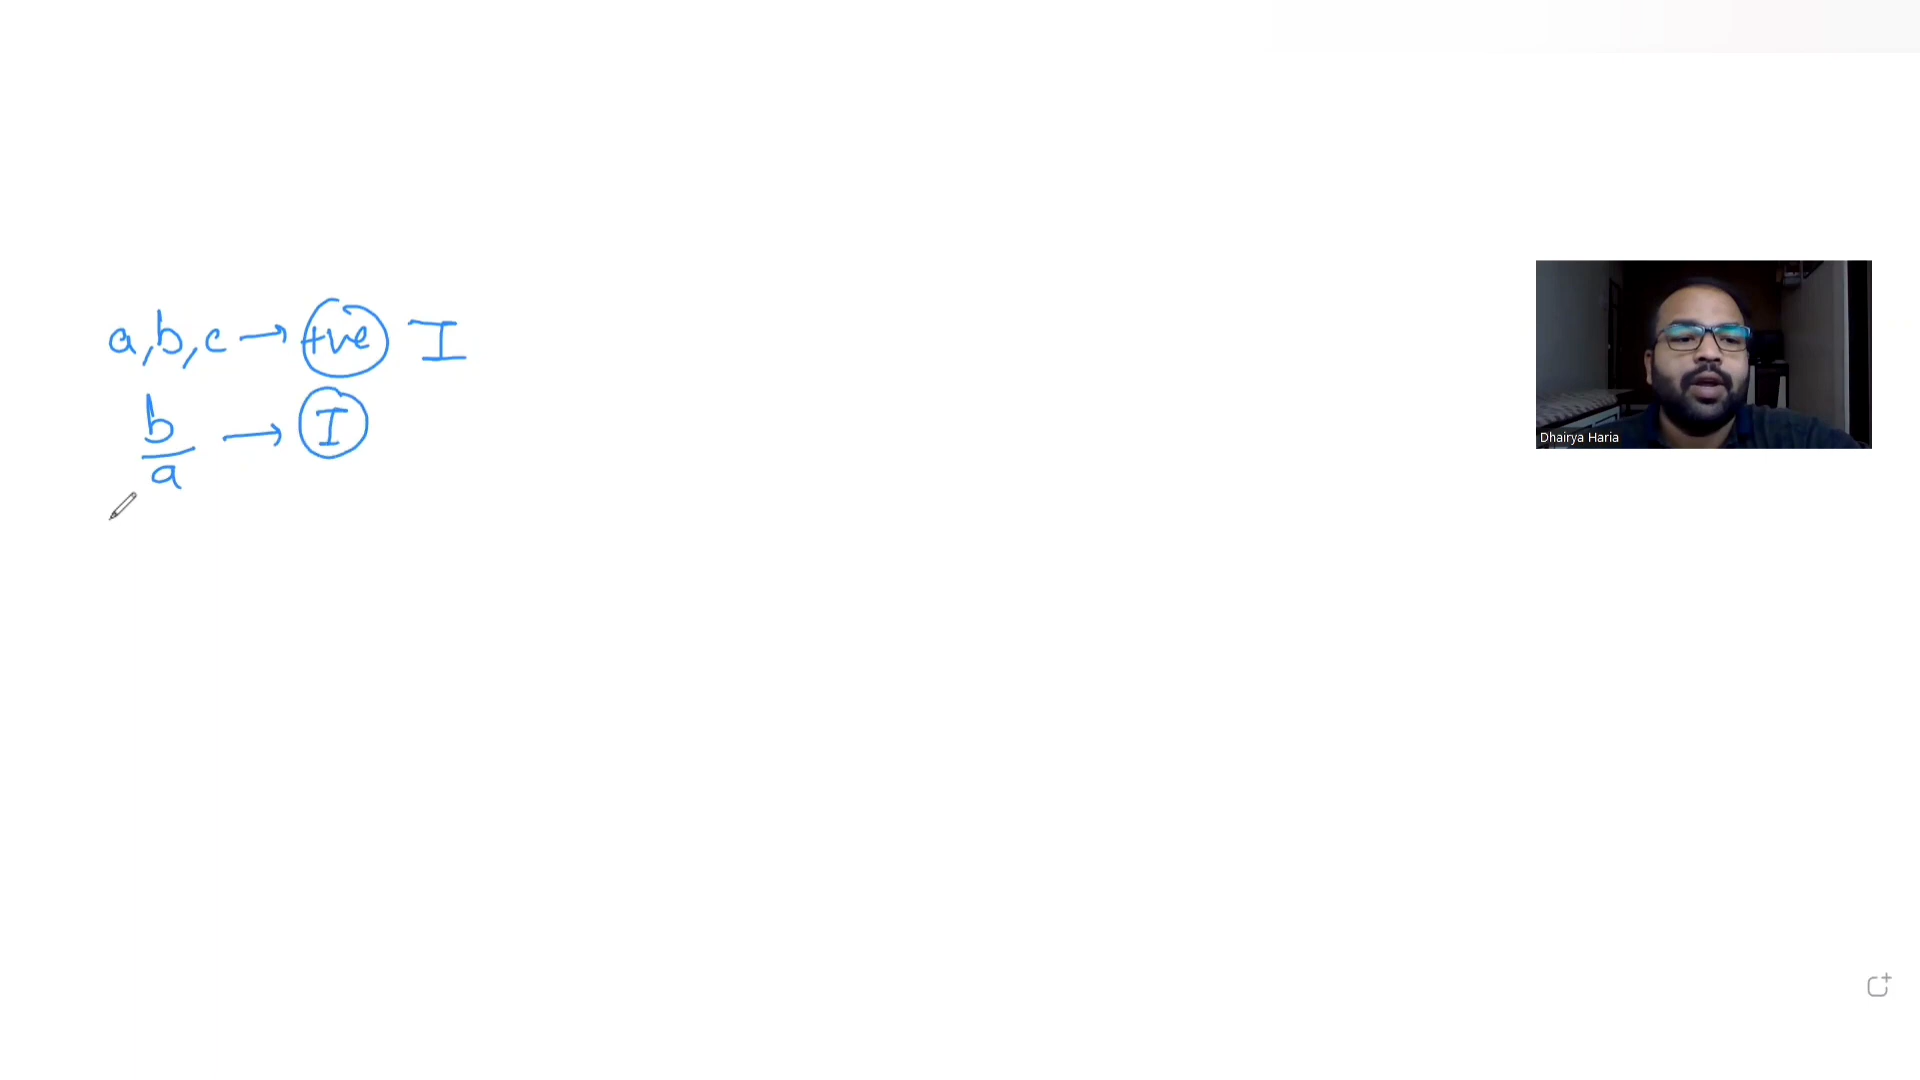 a,b,c → +ve I
b/a → I
Dhairya Haria